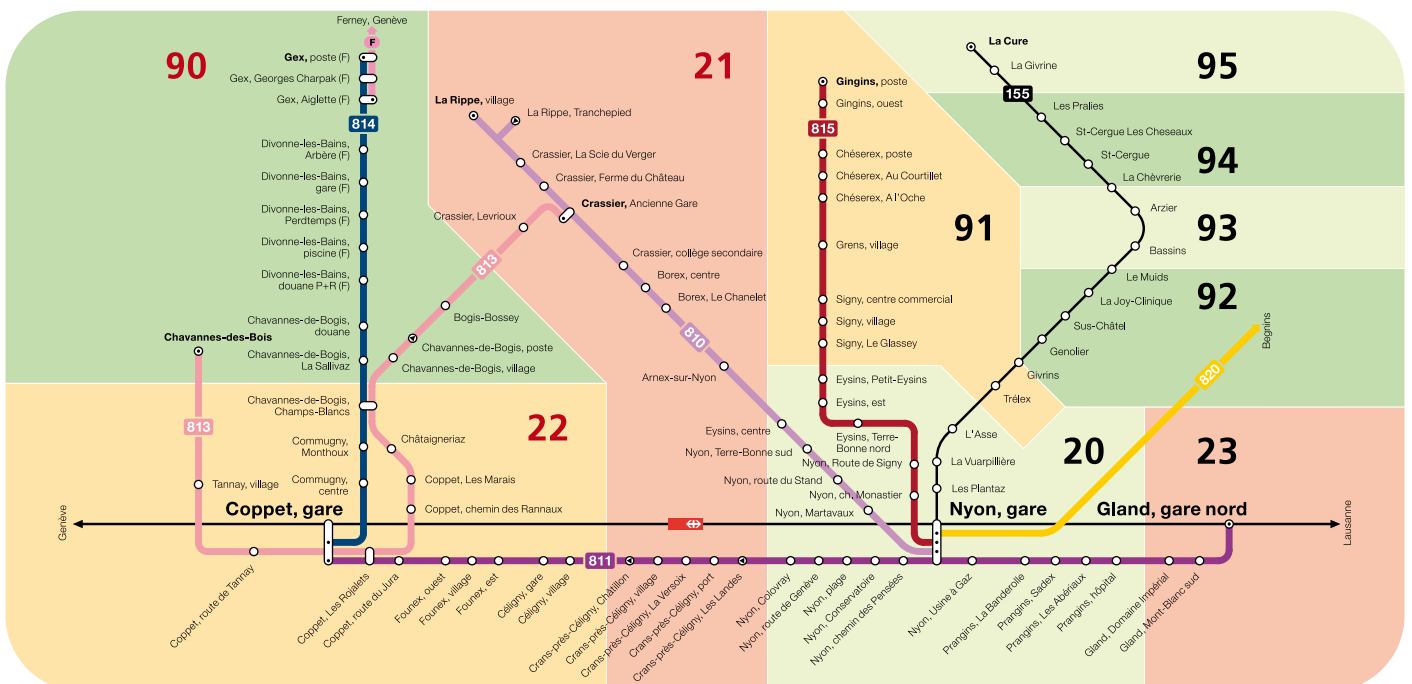 Ferney, Genève
F
90
21
95
Gex, poste (F)
Gex, Georges Charpak (F)
Gex, Aiglette (F)
814
Divonne-les-Bains,
Arbère (F)
Divonne-les-Bains,
gare (F)
Divonne-les-Bains,
Perdtemps (F)
Divonne-les-Bains,
piscine (F)
Divonne-les-Bains,
douane P+R (F)
Chavannes-de-Bogis,
douane
Chavannes-de-Bogis,
La Sallivaz
Chavannes-de-Bogis,
Champs-Blancs
Commugny,
Monthoux
Commugny,
centre
Chavannes-des-Bois
813
Tannay, village
Coppet, gare
Genève
La Rippe, village
La Rippe, Tranchepied
Crassier, La Scie du Verger
Crassier, Ferme du Château
Crassier, Ancienne Gare
Crassier, Levrioux
813
Bogis-Bossey
Chavannes-de-Bogis, poste
Chavannes-de-Bogis, village
22
Châtaigneriaz
Coppet, Les Marais
Coppet, chemin des Rannaux
Crassier, collège secondaire
Borex, centre
Borex, Le Chanelet
810
Arnex-sur-Nyon
Eysins, centre
Nyon, Terre-Bonne sud
Nyon, route du Stand
Nyon, Martavaux
Gingins, poste
Gingins, ouest
815
Chéserex, poste
Chéserex, Au Courtillet
Chéserex, A l'Oche
Grens, village
Signy, centre commercial
Signy, village
Signy, Le Glassey
Eysins, Petit-Eysins
Eysins, est
Eysins, Terre-
Bonne nord
Nyon, Route de Signy
Nyon, ch. Monastier
91
La Cure
La Givrine
155
Les Pralies
St-Cergue Les Cheseaux
St-Cergue
94
La Chèvrerie
Arzier
93
Bassins
Le Muids
92
La Joy-Clinique
Sus-Châtel
Genolier
Givrins
Trélex
L'Asse
La Vuarpillière
Les Plantaz
Nyon, gare
20
23
820
Begnins
Gland, gare nord
Lausanne
811
Coppet, route de Tannay
Coppet, Les Rojalets
Coppet, route du Jura
Founex, ouest
Founex, village
Founex, est
Céligny, gare
Céligny, village
Crans-près-Céligny, Châtillon
Crans-près-Céligny, village
Crans-près-Céligny, La Versoix
Crans-près-Céligny, port
Crans-près-Céligny, Les Landes
Nyon, Colovray
Nyon, route de Genève
Nyon, plage
Nyon, Conservatoire
Nyon, chemin des Pensées
Nyon, Usine à Gaz
Prangins, La Banderolle
Prangins, Sadex
Prangins, Les Abériaux
Prangins, hôpital
Gland, Domaine Impérial
Gland, Mont-Blanc sud